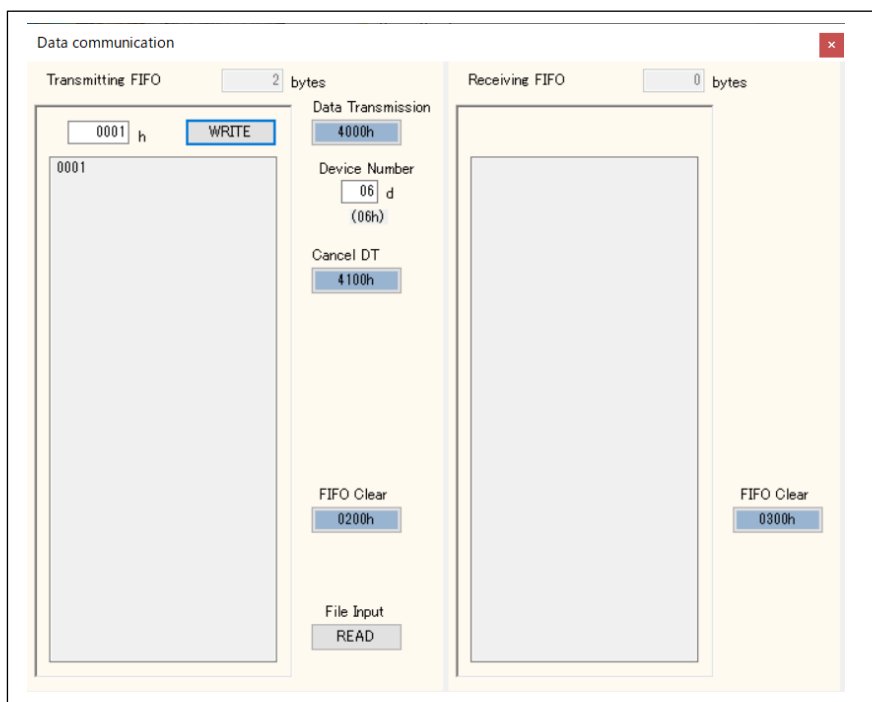 Data communication
×
Transmitting FIFO 2 bytes
0001 h WRITE
0001
Data Transmission
4000h
Device Number
06 d
(06h)
Cancel DT
4100h
FIFO Clear
0200h
File Input
READ
Receiving FIFO 0 bytes
FIFO Clear
0300h